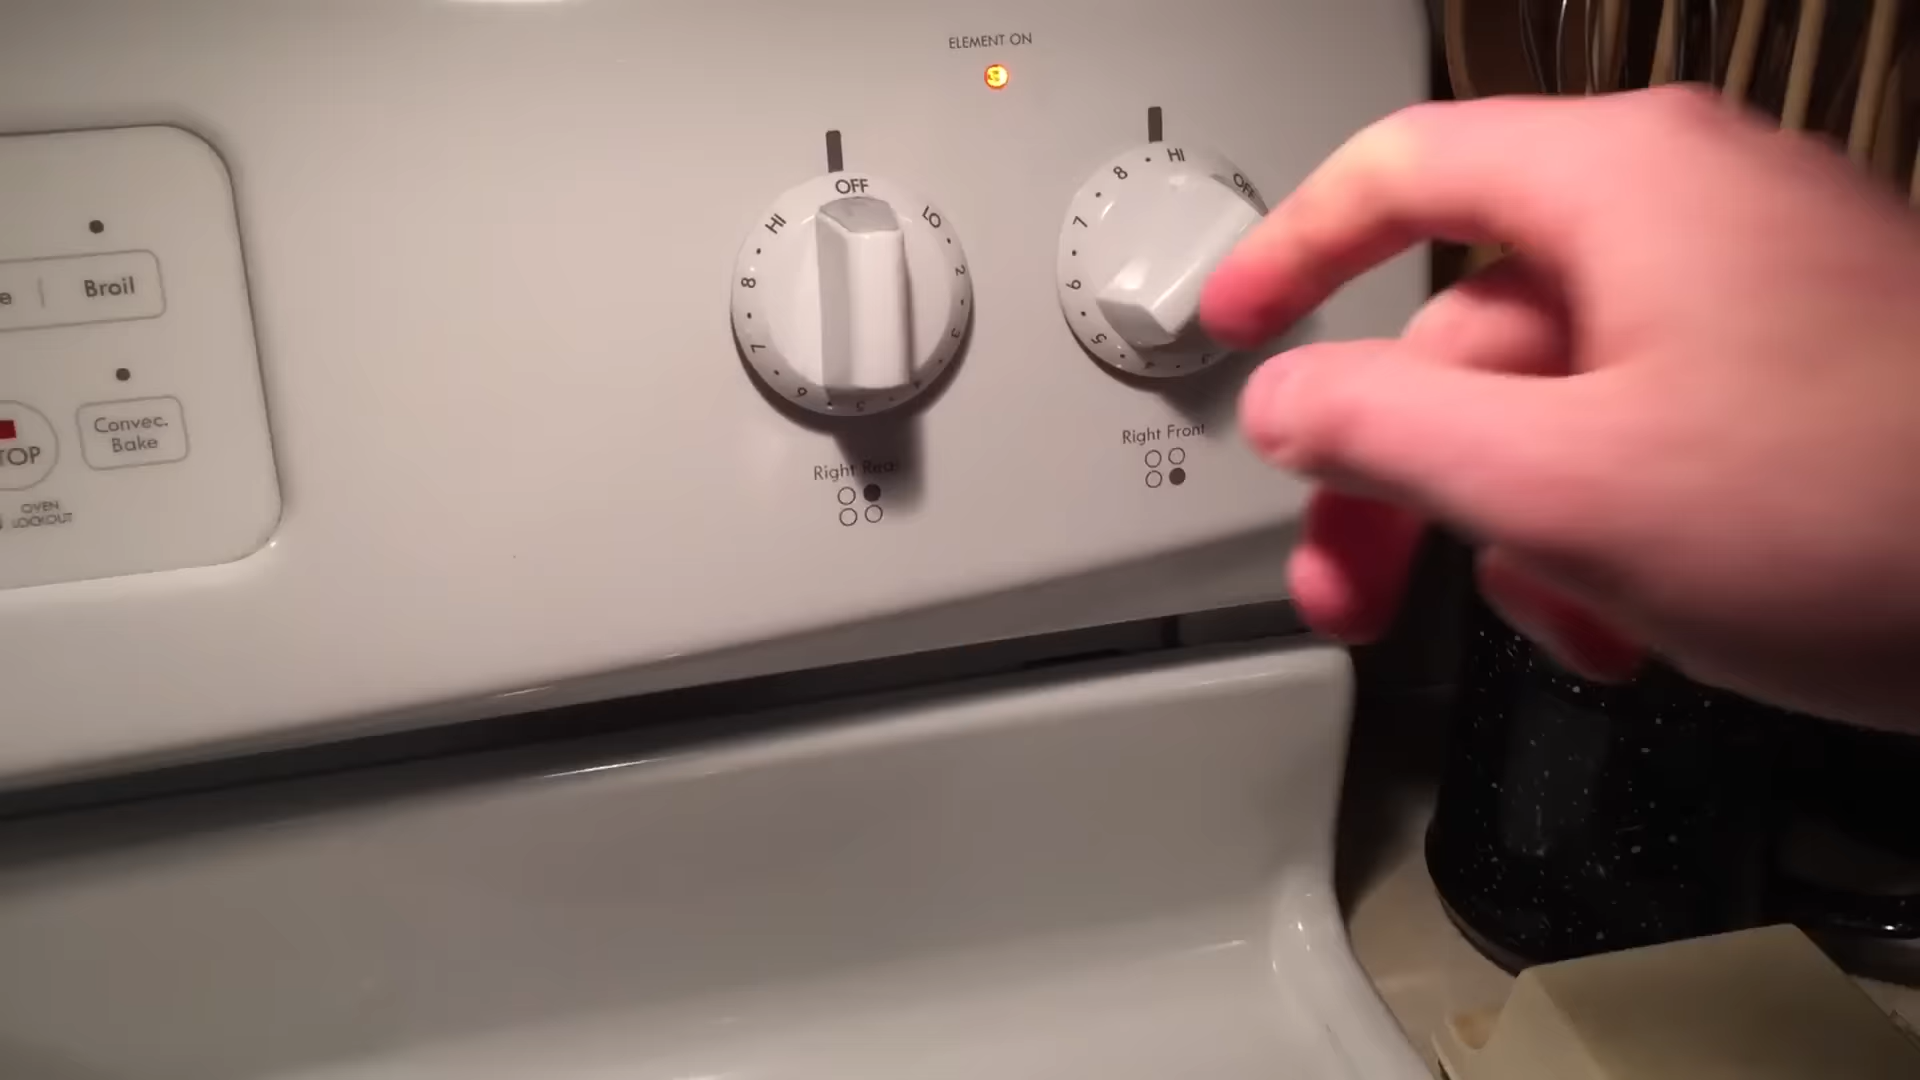 ELEMENT ON
OFF
HI
LO
8
7
6
5
3
2
HI
OFF
8
7
6
5
4
Broil
Convec.
Bake
OVEN
LOCKOUT
Right Rear
Right Front